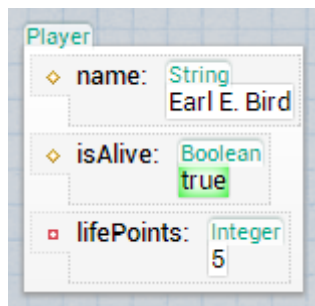 Player
name: String
Earl E. Bird
isAlive: Boolean
true
lifePoints: Integer
5